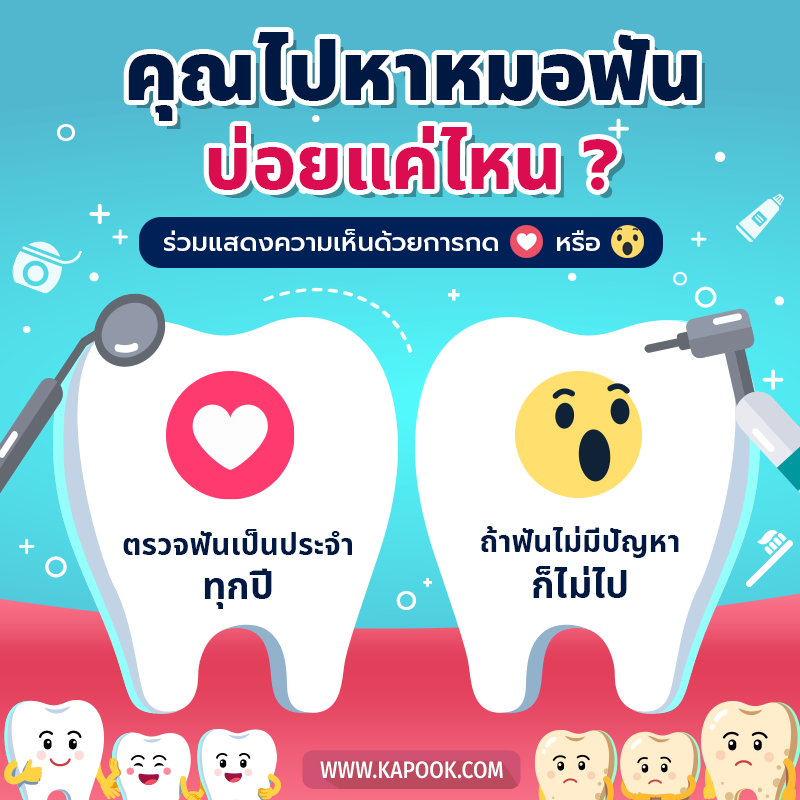 คุณไปหาหมอฟัน
บ่อยแค่ไหน ?
ร่วมแสดงความเห็นด้วยการกด หรือ
ตรวจฟันเป็นประจำ
ทุกปี
ถ้าฟันไม่มีปัญหา
ก็ไม่ไป
WWW.KAPOOK.COM